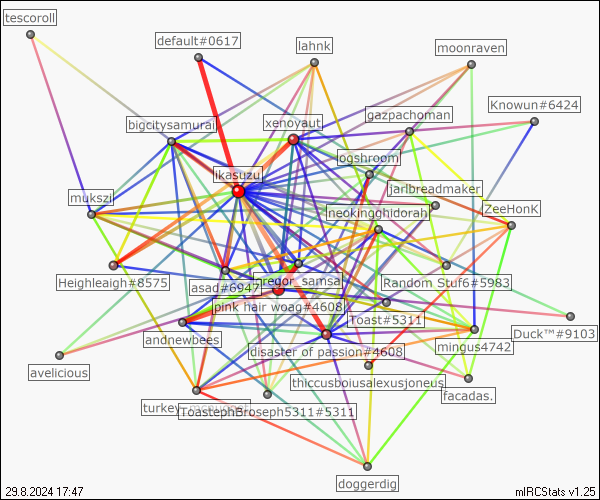 tescoroll
default#0617
lahnk
moonraven
Knowun#6424
xenoyaut
gazpachoman
bigcitysamurai
ogshroom
ikasuzu
jarlbreadmaker
mukszi
neokingghidorah
ZeeHonK
Heighleaigh#8575
asad#6947
gregor_samsa
Random Stuf6#5983
pink hair woag#4608
Toast#5311
Duck™#9103
andnewbees
disaster of passion#4608
mingus4742
avelicious
thiccusboiusalexusjoneus
facadas.
ToastephBroseph5311#5311
doggerdig
29.8.2024 17:47
mIRCStats v1.25